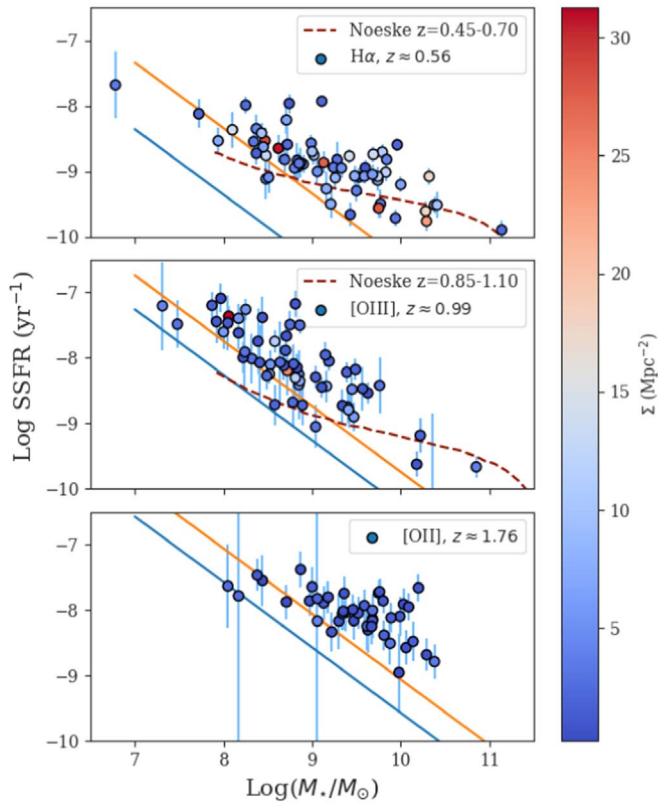 Noeske z=0.45-0.70
Hα, z ≈ 0.56
−7
−8
−9
−10
Noeske z=0.85-1.10
[OIII], z ≈ 0.99
−7
−8
−9
−10
Log SSFR (yr⁻¹)
[OII], z ≈ 1.76
−7
−8
−9
−10
7
8
9
10
11
Log(M⋆/M⊙)
30
25
20
15
10
5
Σ (Mpc⁻²)